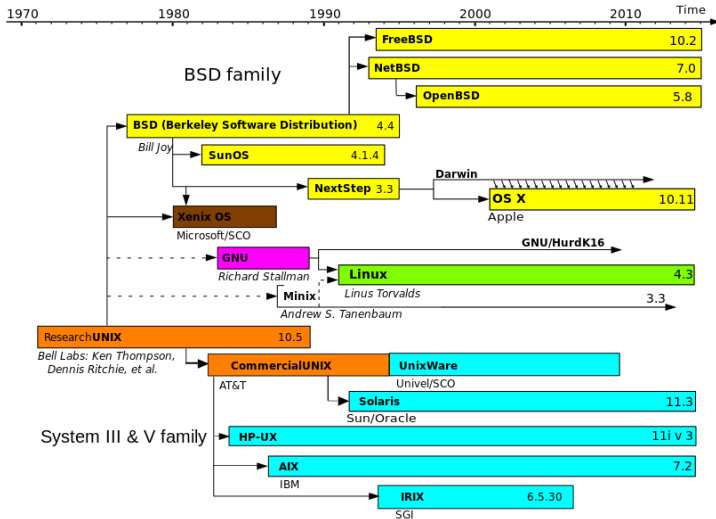 1970 1980 1990 2000 2010 Time
FreeBSD 10.2
BSD family
NetBSD 7.0
OpenBSD 5.8
BSD (Berkeley Software Distribution) 4.4
Bill Joy
SunOS 4.1.4
Darwin
NextStep 3.3
OS X 10.11
Apple
Xenix OS
Microsoft/SCO
GNU/HurdK16
GNU
Richard Stallman
Linux 4.3
Linus Torvalds
Minix 3.3
Andrew S. Tanenbaum
ResearchUNIX 10.5
Bell Labs: Ken Thompson,
Dennis Ritchie, et al.
CommercialUNIX
AT&T
UnixWare
Univel/SCO
Solaris 11.3
Sun/Oracle
System III & V family
HP-UX 11i v 3
AIX 7.2
IBM
IRIX 6.5.30
SGI